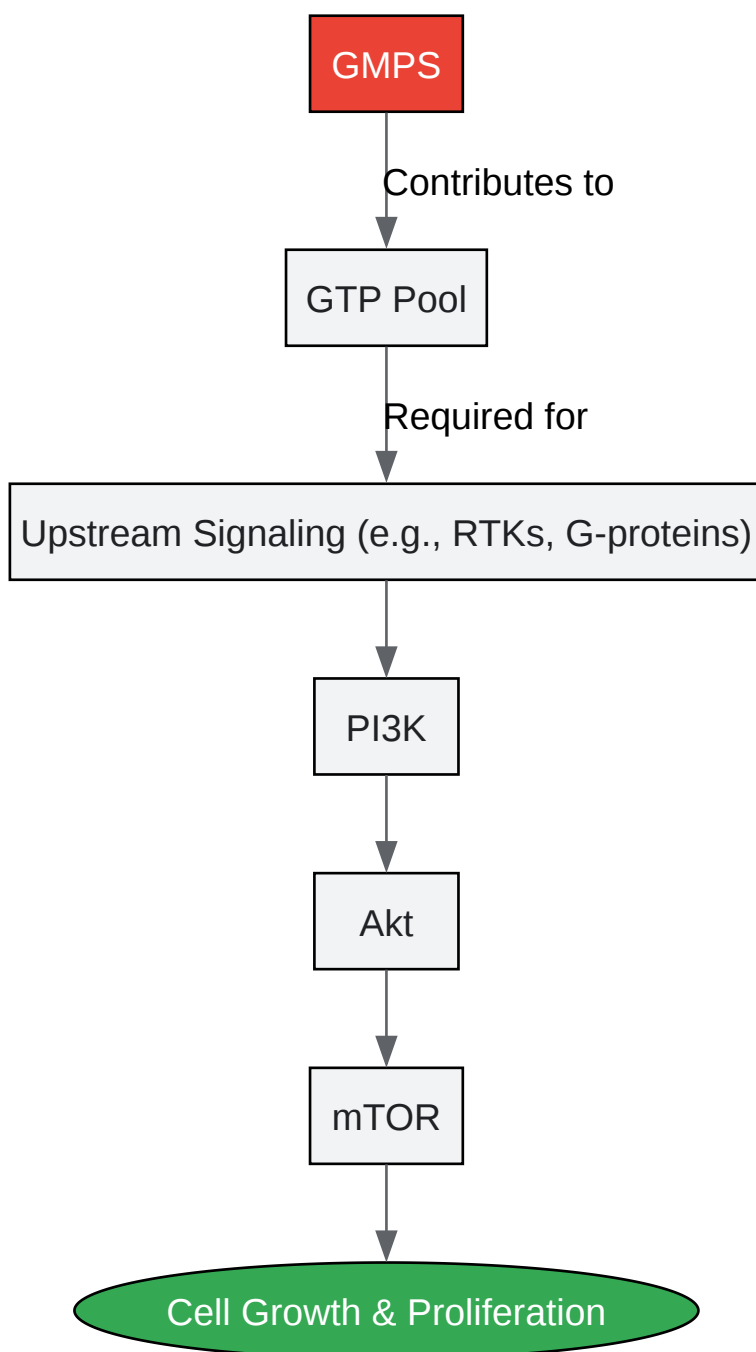 GMPS
Contributes to
GTP Pool
Required for
Upstream Signaling (e.g., RTKs, G-proteins)
PI3K
Akt
mTOR
Cell Growth & Proliferation